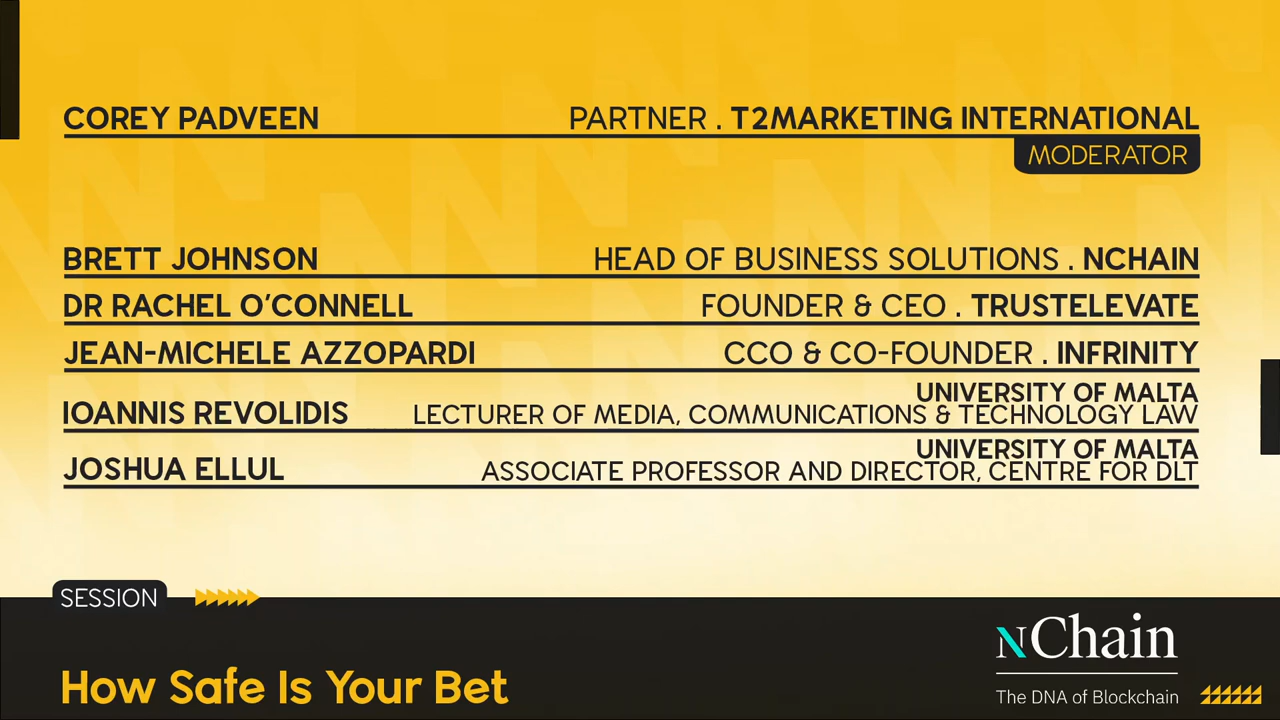 COREY PADVEEN PARTNER . T2MARKETING INTERNATIONAL
MODERATOR
BRETT JOHNSON HEAD OF BUSINESS SOLUTIONS . NCHAIN
DR RACHEL O'CONNELL FOUNDER & CEO . TRUSTELEVATE
JEAN-MICHELE AZZOPARDI CCO & CO-FOUNDER . INFRINITY
UNIVERSITY OF MALTA
IOANNIS REVOLIDIS LECTURER OF MEDIA, COMMUNICATIONS & TECHNOLOGY LAW
UNIVERSITY OF MALTA
JOSHUA ELLUL ASSOCIATE PROFESSOR AND DIRECTOR, CENTRE FOR DLT
SESSION
How Safe Is Your Bet
nChain
The DNA of Blockchain